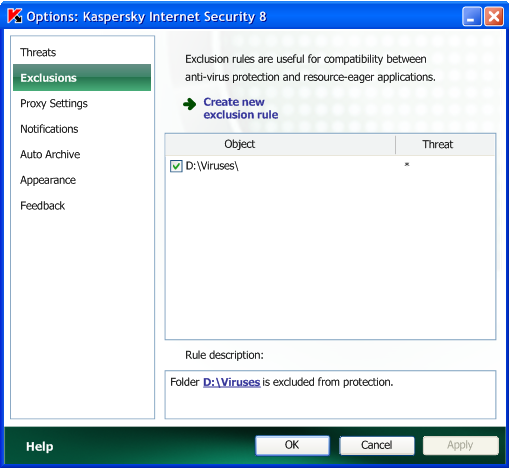 Options: Kaspersky Internet Security 8
Threats
Exclusions
Proxy Settings
Notifications
Auto Archive
Appearance
Feedback
Exclusion rules are useful for compatibility between
anti-virus protection and resource-eager applications.
Create new
exclusion rule
Object Threat
D:\Viruses\ *
Rule description:
Folder D:\Viruses is excluded from protection.
Help OK Cancel Apply